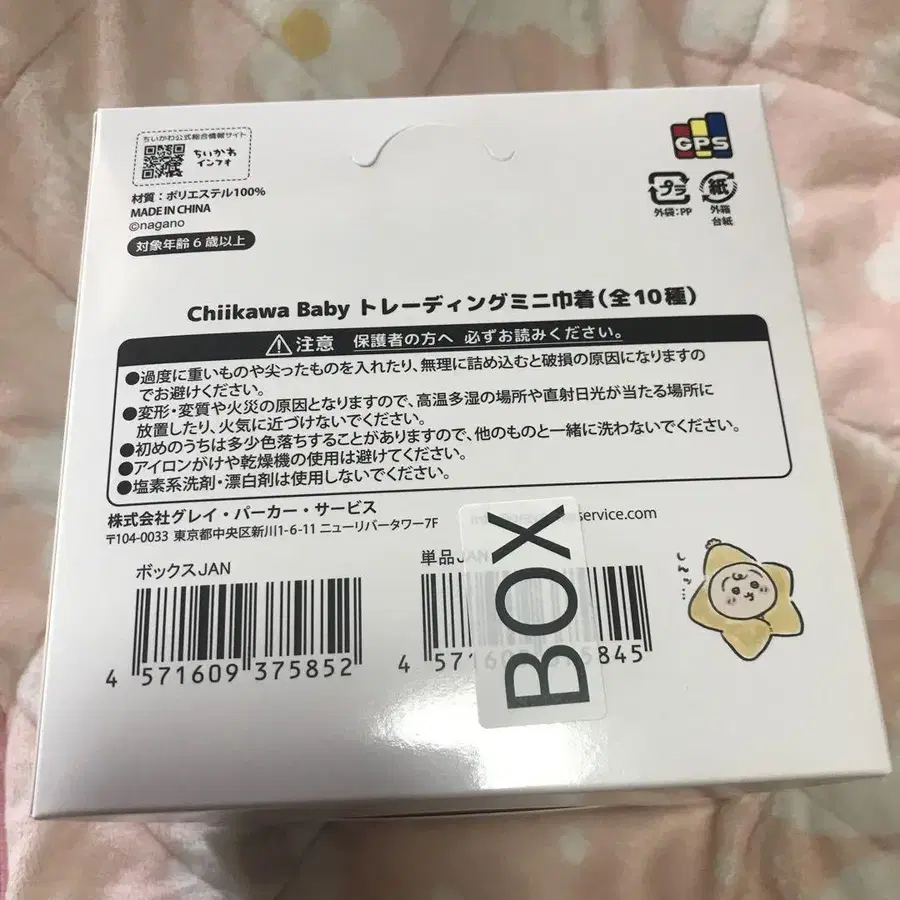 ちいかわ公式総合情報サイト
ちいかわ
インフォ
材質:ポリエステル100%
MADE IN CHINA
©nagano
対象年齢6歳以上
GPS
プラ
外袋:PP
紙
外箱
台紙
Chiikawa Baby トレーディングミニ巾着(全10種)
注意 保護者の方へ 必ずお読みください。
●過度に重いものや尖ったものを入れたり、無理に詰め込むと破損の原因になりますの
でお避けください。
●変形・変質や火災の原因となりますので、高温多湿の場所や直射日光が当たる場所に
放置したり、火気に近づけないでください。
●初めのうちは多少色落ちすることがありますので、他のものと一緒に洗わないでください。
●アイロンがけや乾燥機の使用は避けてください。
●塩素系洗剤・漂白剤は使用しないでください。
株式会社グレイ・パーカー・サービス
〒104-0033 東京都中央区新川1-6-11 ニューリバータワー7F
service.com
ボックスJAN
4 571609 375852
単品JAN
4 571609 375845
BOX